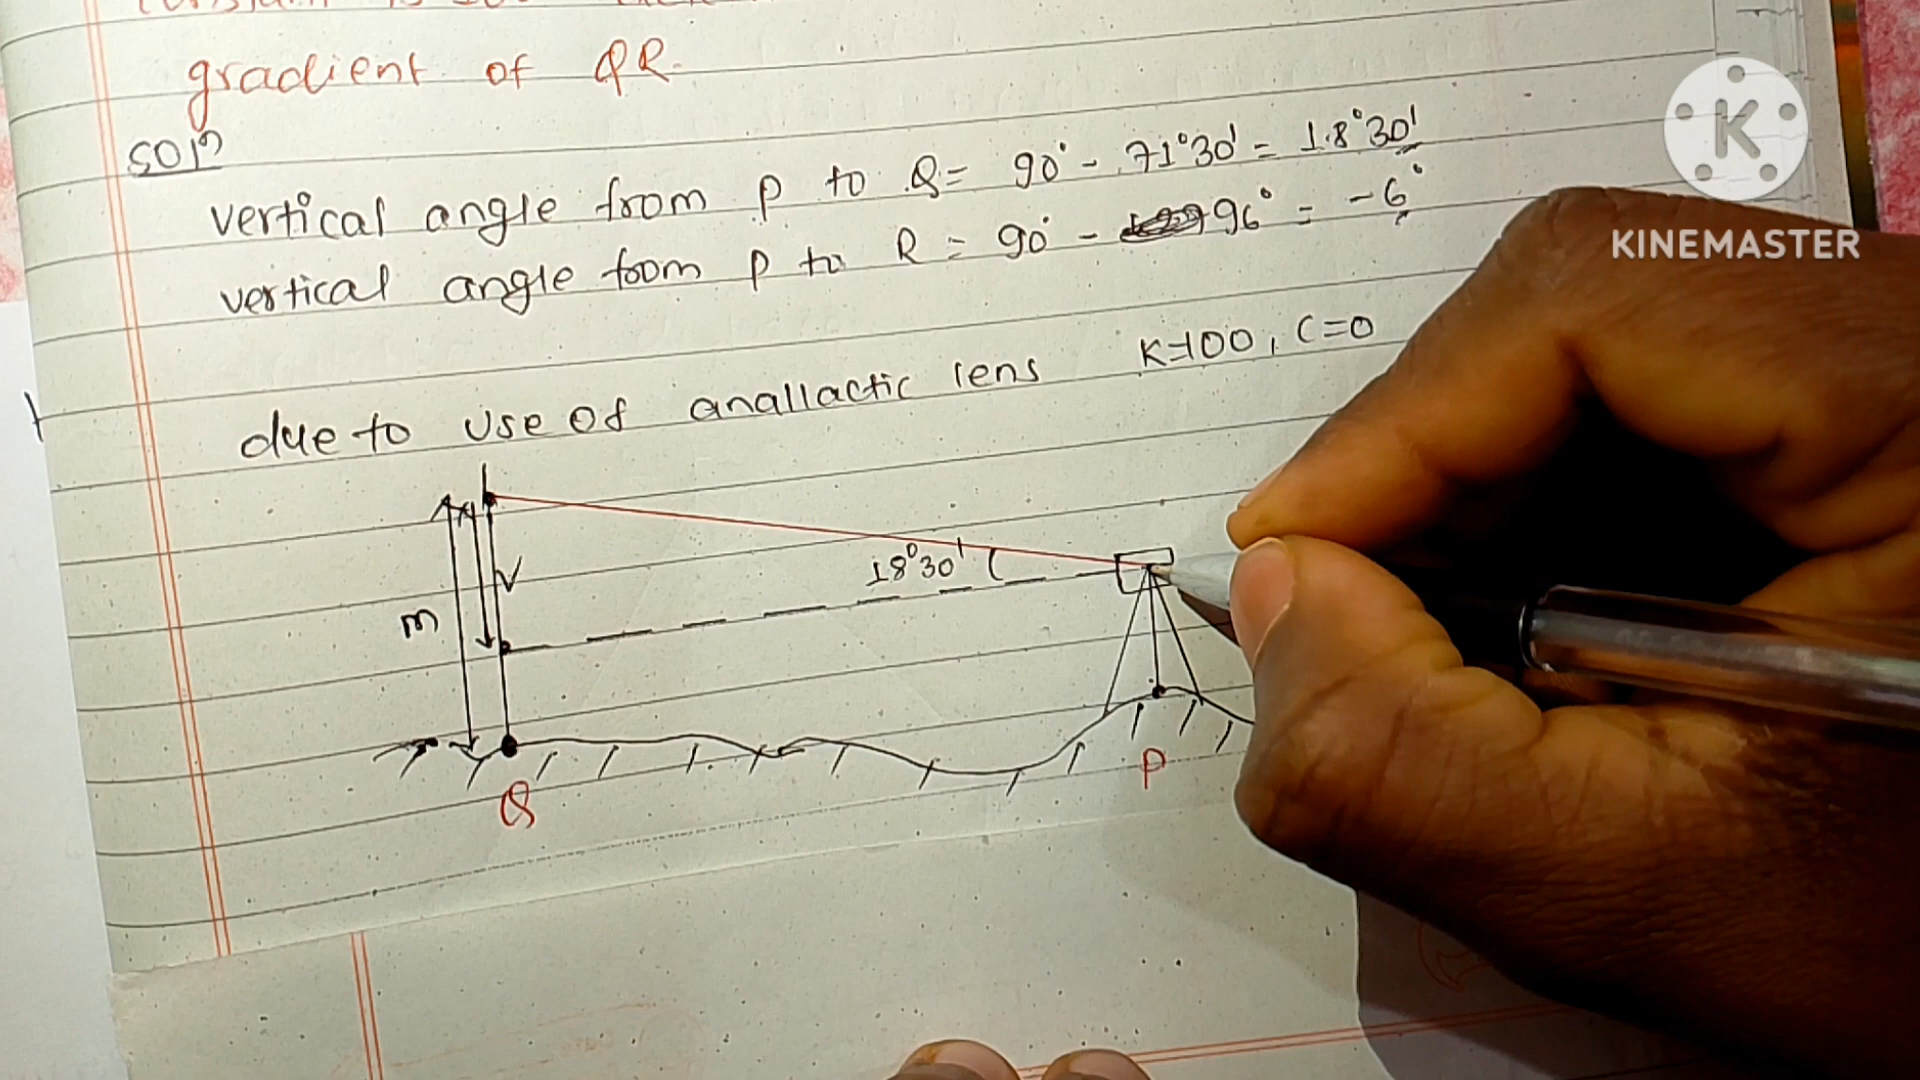 gradient of QR.
Soln
vertical angle from P to Q = 90° - 71°30' = 18°30'
vertical angle from P to R = 90° - 96° = -6°
due to use of anallactic lens K=100, C=0
18°30'
V
m
P
Q
K
KINEMASTER